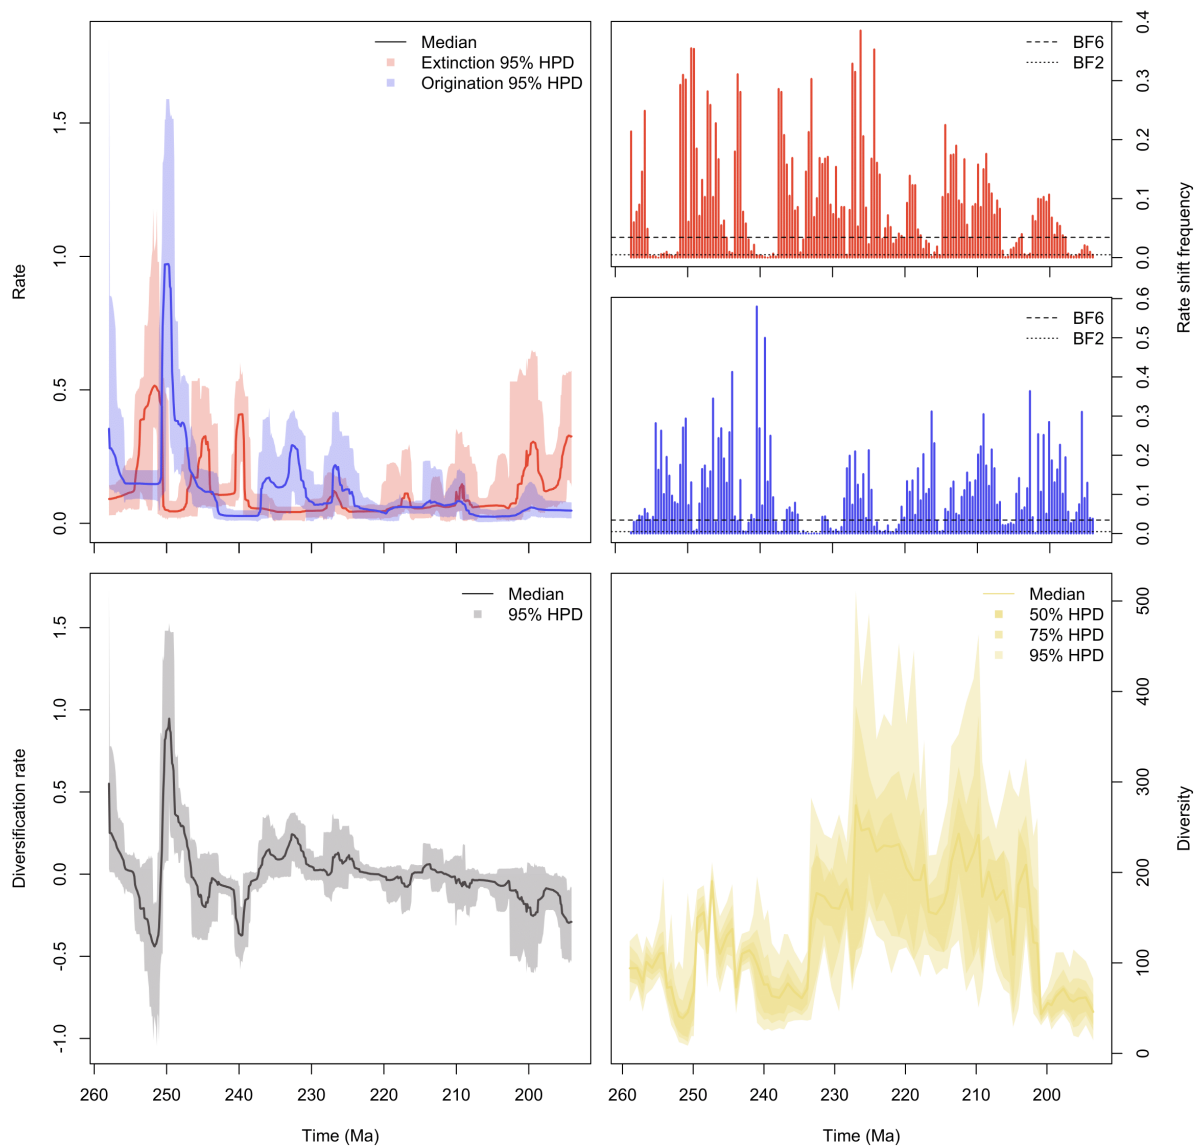 Median
Extinction 95% HPD
Origination 95% HPD
Rate
0.0
0.5
1.0
1.5
BF6
BF2
0.0
0.1
0.2
0.3
0.4
BF6
BF2
0.0
0.1
0.2
0.3
0.4
0.5
0.6
Rate shift frequency
Median
95% HPD
Diversification rate
-1.0
-0.5
0.0
0.5
1.0
1.5
260
250
240
230
220
210
200
Time (Ma)
Median
50% HPD
75% HPD
95% HPD
Diversity
0
100
200
300
400
500
260
250
240
230
220
210
200
Time (Ma)